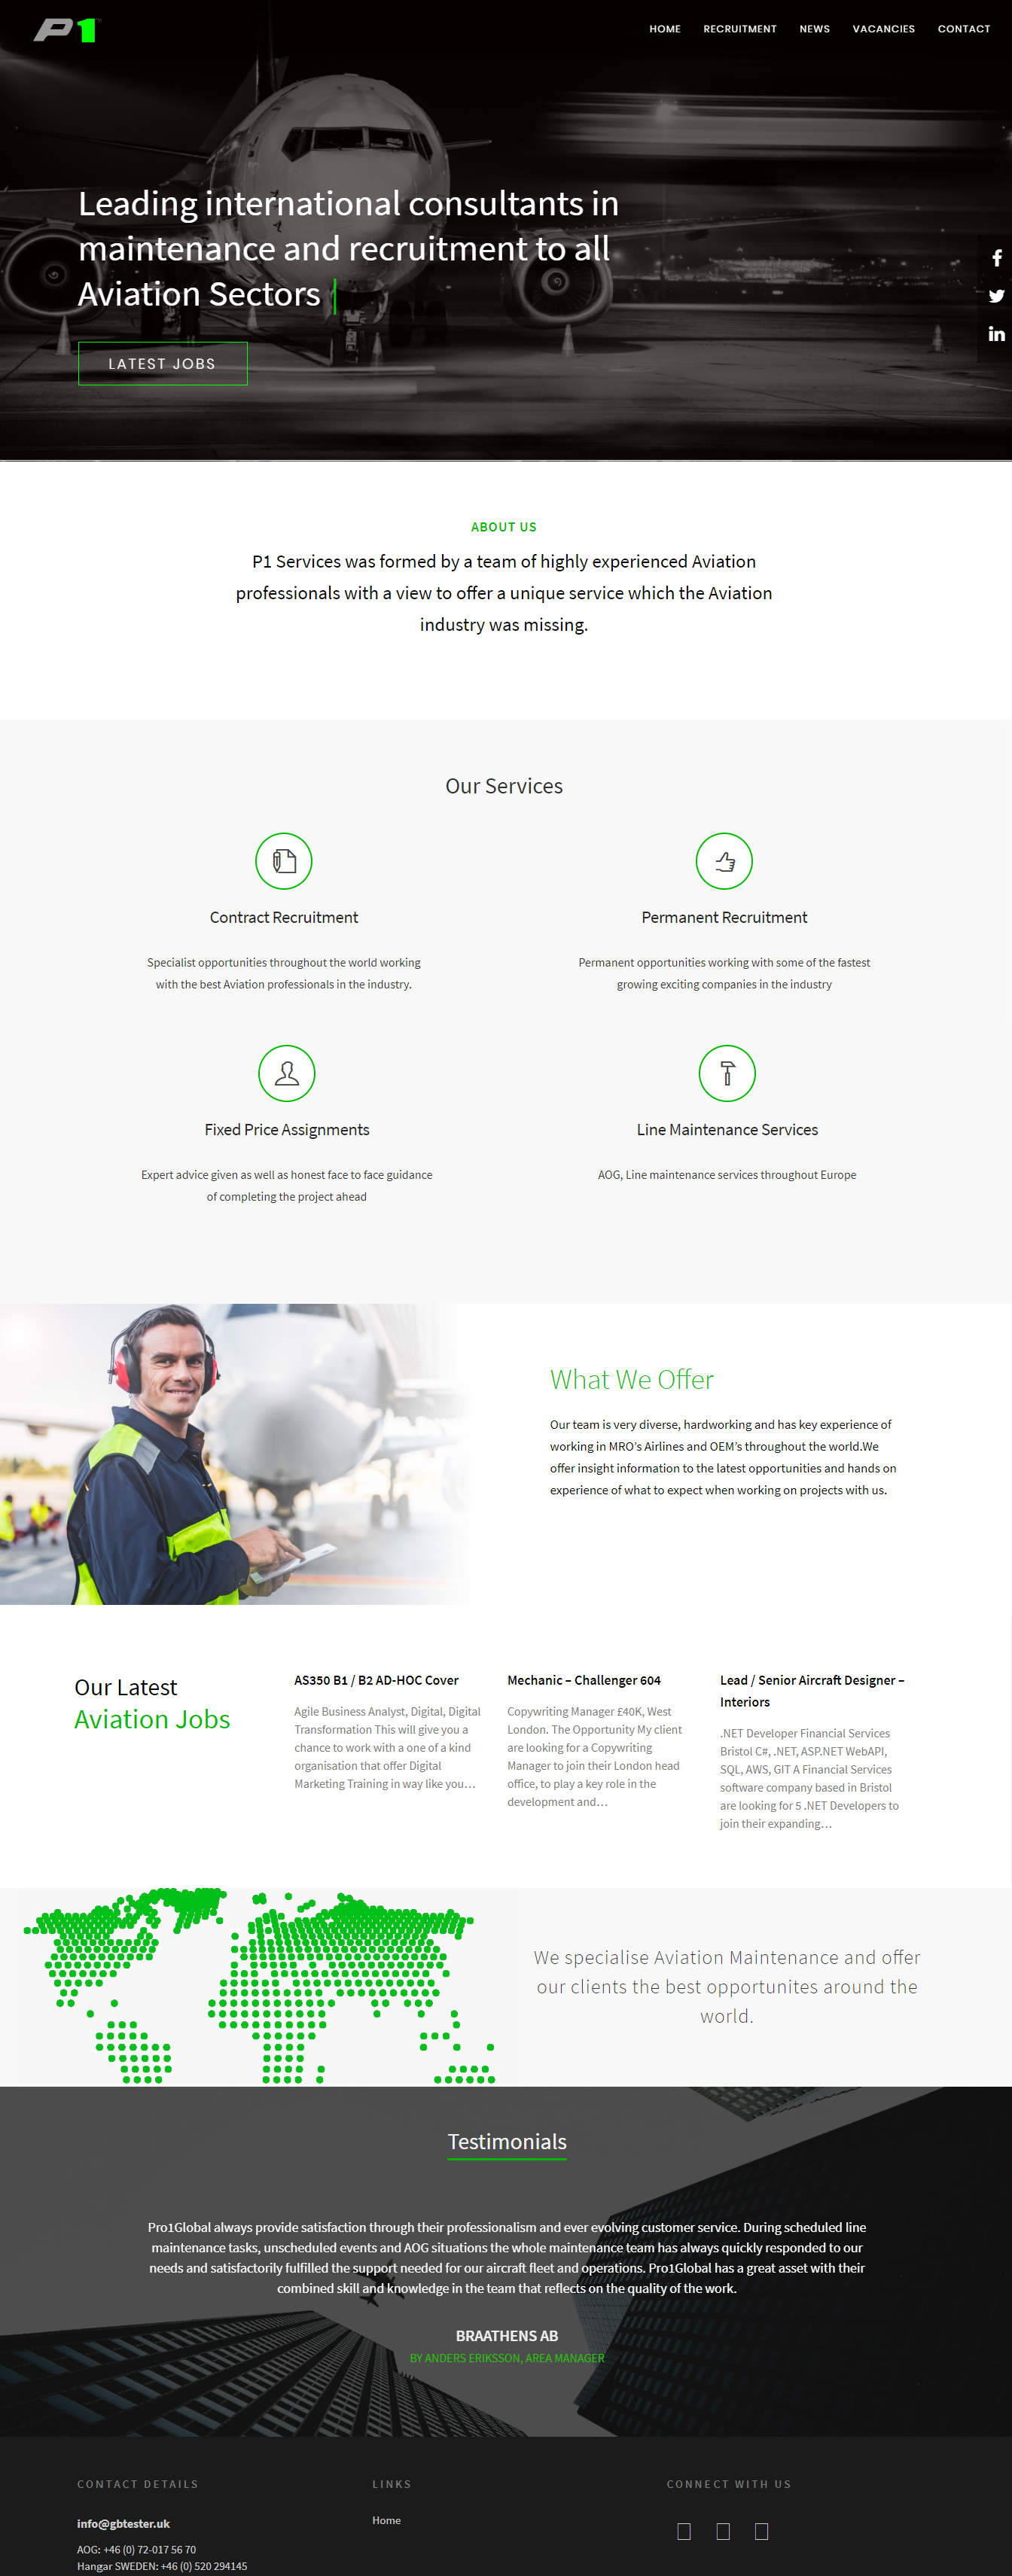 P1
HOME RECRUITMENT NEWS VACANCIES CONTACT
Leading international consultants in
maintenance and recruitment to all
Aviation Sectors
LATEST JOBS
ABOUT US
P1 Services was formed by a team of highly experienced Aviation
professionals with a view to offer a unique service which the Aviation
industry was missing.
Our Services
Contract Recruitment
Specialist opportunities throughout the world working
with the best Aviation professionals in the industry.
Permanent Recruitment
Permanent opportunities working with some of the fastest
growing exciting companies in the industry
Fixed Price Assignments
Expert advice given as well as honest face to face guidance
of completing the project ahead
Line Maintenance Services
AOG, Line maintenance services throughout Europe
What We Offer
Our team is very diverse, hardworking and has key experience of
working in MRO’s Airlines and OEM’s throughout the world.We
offer insight information to the latest opportunities and hands on
experience of what to expect when working on projects with us.
Our Latest
Aviation Jobs
AS350 B1 / B2 AD-HOC Cover
Agile Business Analyst, Digital, Digital
Transformation This will give you a
chance to work with a one of a kind
organisation that offer Digital
Marketing Training in way like you…
Mechanic – Challenger 604
Copywriting Manager £40K, West
London. The Opportunity My client
are looking for a Copywriting
Manager to join their London head
office, to play a key role in the
development and…
Lead / Senior Aircraft Designer –
Interiors
.NET Developer Financial Services
Bristol C#, .NET, ASP.NET WebAPI,
SQL, AWS, GIT A Financial Services
software company based in Bristol
are looking for 5 .NET Developers to
join their expanding…
We specialise Aviation Maintenance and offer
our clients the best opportunites around the
world.
Testimonials
Pro1Global always provide satisfaction through their professionalism and ever evolving customer service. During scheduled line
maintenance tasks, unscheduled events and AOG situations the whole maintenance team has always quickly responded to our
needs and satisfactorily fulfilled the support needed for our aircraft fleet and operations. Pro1Global has a great asset with their
combined skill and knowledge in the team that reflects on the quality of the work.
BRAATHENS AB
BY ANDERS ERIKSSON, AREA MANAGER
CONTACT DETAILS
info@gbtester.uk
AOG: +46 (0) 72-017 56 70
Hangar SWEDEN: +46 (0) 520 294145
LINKS
Home
CONNECT WITH US